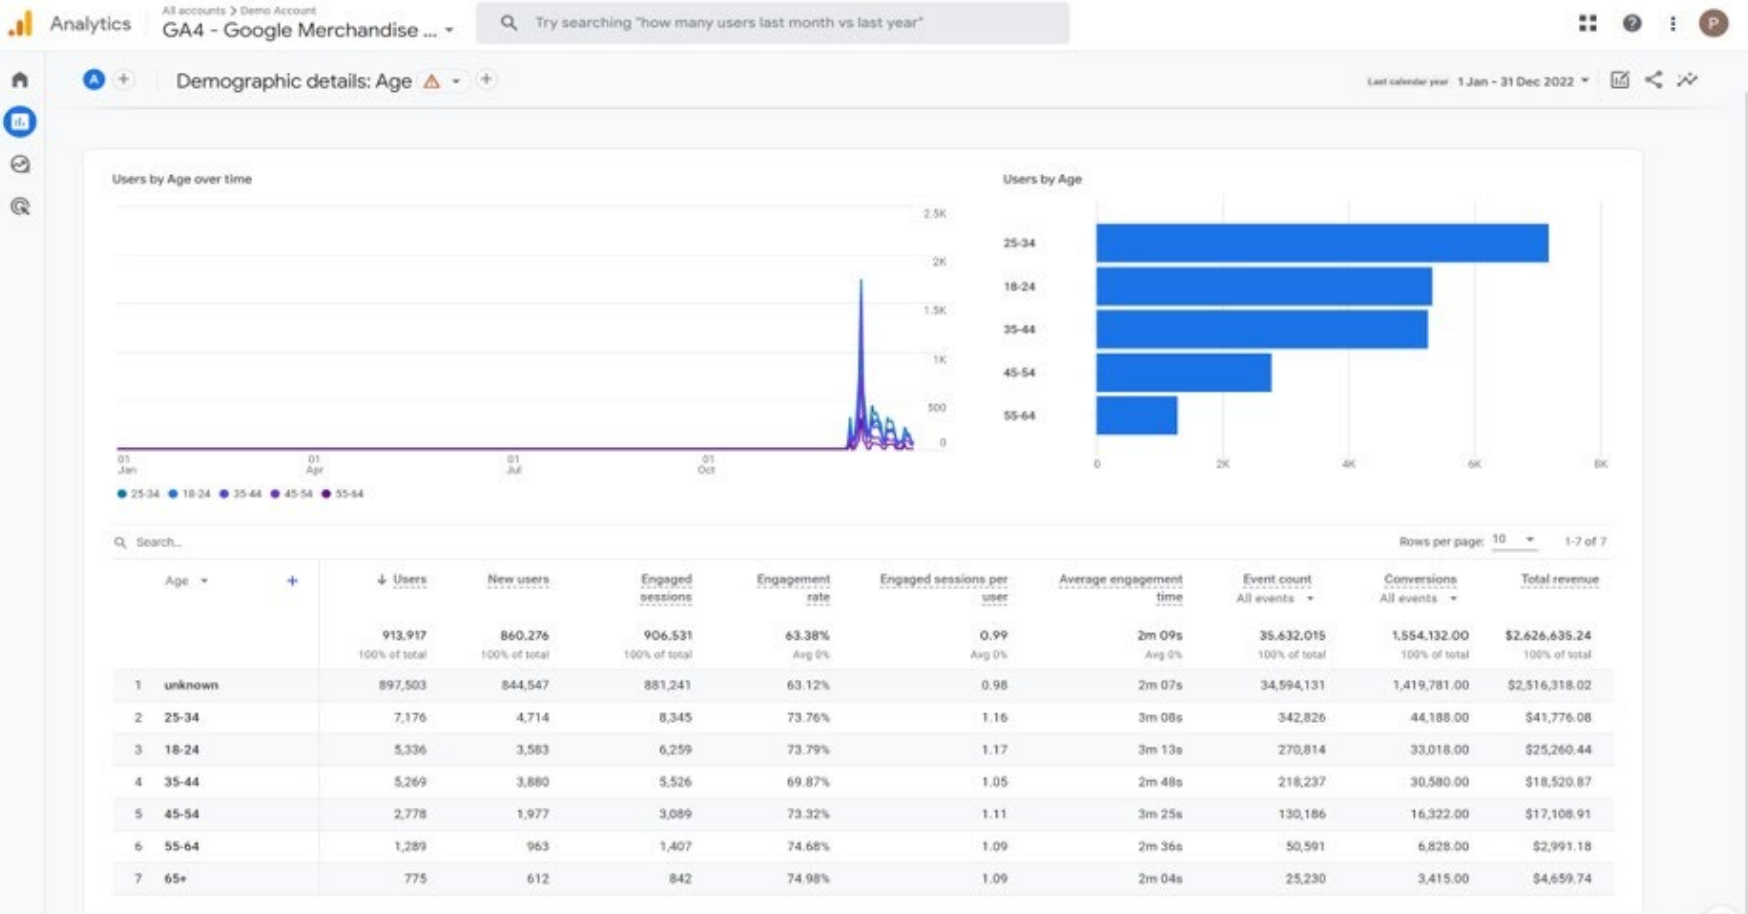 All accounts > Demo Account
Analytics
GA4 - Google Merchandise ...
Try searching "how many users last month vs last year"
P
A
Demographic details: Age
Last calendar year 1 Jan - 31 Dec 2022
Users by Age over time
2.5K
2K
1.5K
1K
500
0
01 Jan
01 Apr
01 Jul
01 Oct
25-34 18-24 35-44 45-54 55-64
Users by Age
25-34
18-24
35-44
45-54
55-64
0 2K 4K 6K 8K
Search...
Rows per page: 10 1-7 of 7
Age + ↓ Users New users Engaged sessions Engagement rate Engaged sessions per user Average engagement time Event count All events Conversions All events Total revenue
913,917 860,276 906,531 63.38% 0.99 2m 09s 35,632,015 1,554,132.00 $2,626,635.24
100% of total 100% of total 100% of total Avg 0% Avg 0% Avg 0% 100% of total 100% of total 100% of total
1 unknown 897,503 844,547 881,241 63.12% 0.98 2m 07s 34,594,131 1,419,781.00 $2,516,318.02
2 25-34 7,176 4,714 8,345 73.76% 1.16 3m 08s 342,826 44,188.00 $41,776.08
3 18-24 5,336 3,583 6,259 73.79% 1.17 3m 13s 270,814 33,018.00 $25,260.44
4 35-44 5,269 3,880 5,526 69.87% 1.05 2m 48s 218,237 30,580.00 $18,520.87
5 45-54 2,778 1,977 3,089 73.32% 1.11 3m 25s 130,186 16,322.00 $17,108.91
6 55-64 1,289 963 1,407 74.68% 1.09 2m 36s 50,591 6,828.00 $2,991.18
7 65+ 775 612 842 74.98% 1.09 2m 04s 25,230 3,415.00 $4,659.74